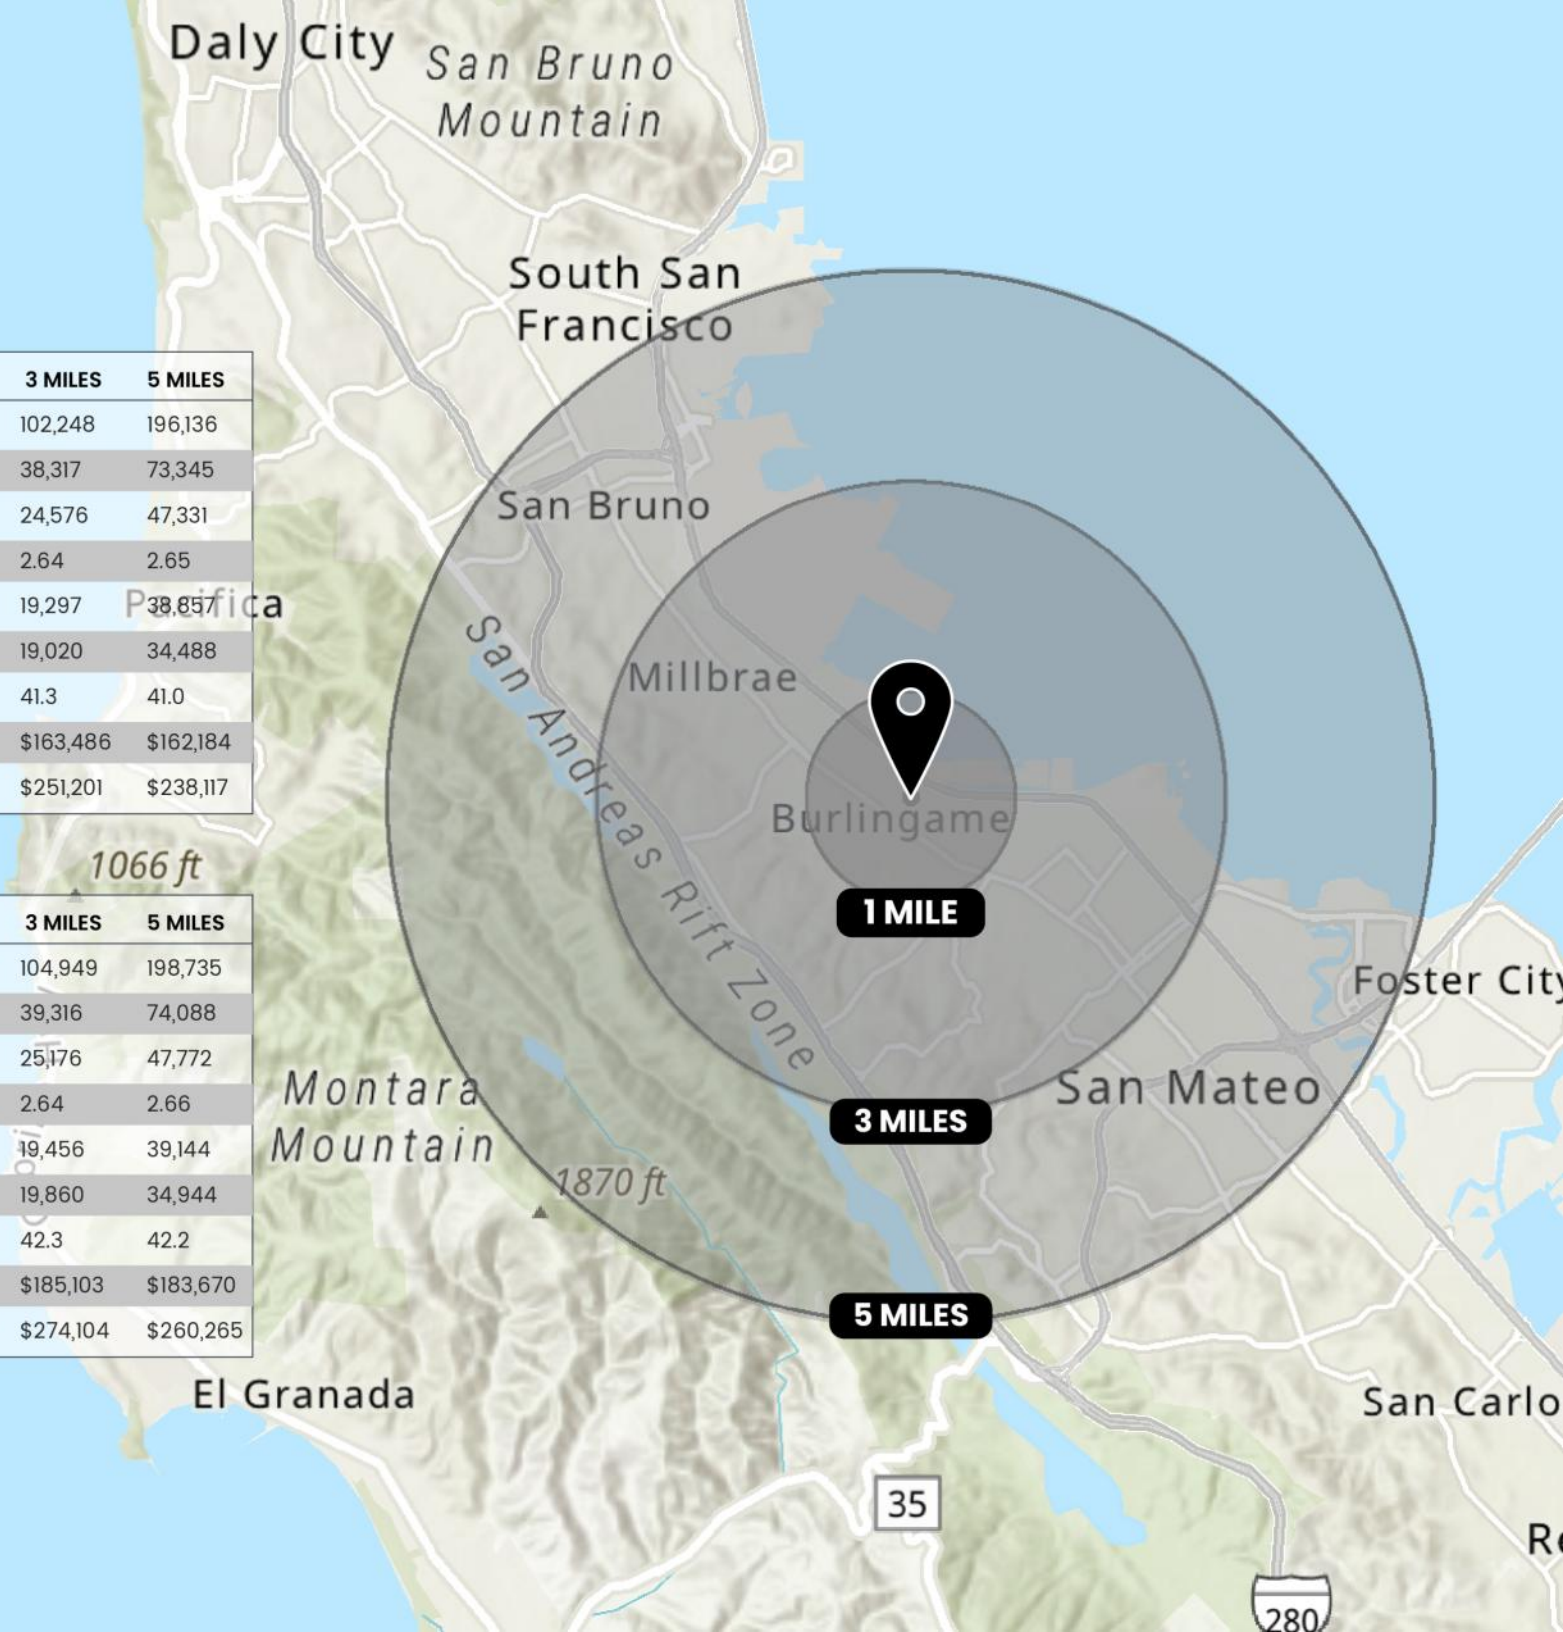 Daly City
San Bruno
Mountain
South San
Francisco
3 MILES 5 MILES
102,248 196,136
38,317 73,345
24,576 47,331
2.64 2.65
19,297 38,857
19,020 34,488
41.3 41.0
$163,486 $162,184
$251,201 $238,117
San Bruno
Pacifica
San Andreas Rift Zone
Millbrae
Burlingame
1 MILE
1066 ft
3 MILES 5 MILES
104,949 198,735
39,316 74,088
25,176 47,772
2.64 2.66
19,456 39,144
19,860 34,944
42.3 42.2
$185,103 $183,670
$274,104 $260,265
Foster City
Montara
Mountain
San Mateo
3 MILES
1870 ft
5 MILES
El Granada
San Carlo
35
Re
280